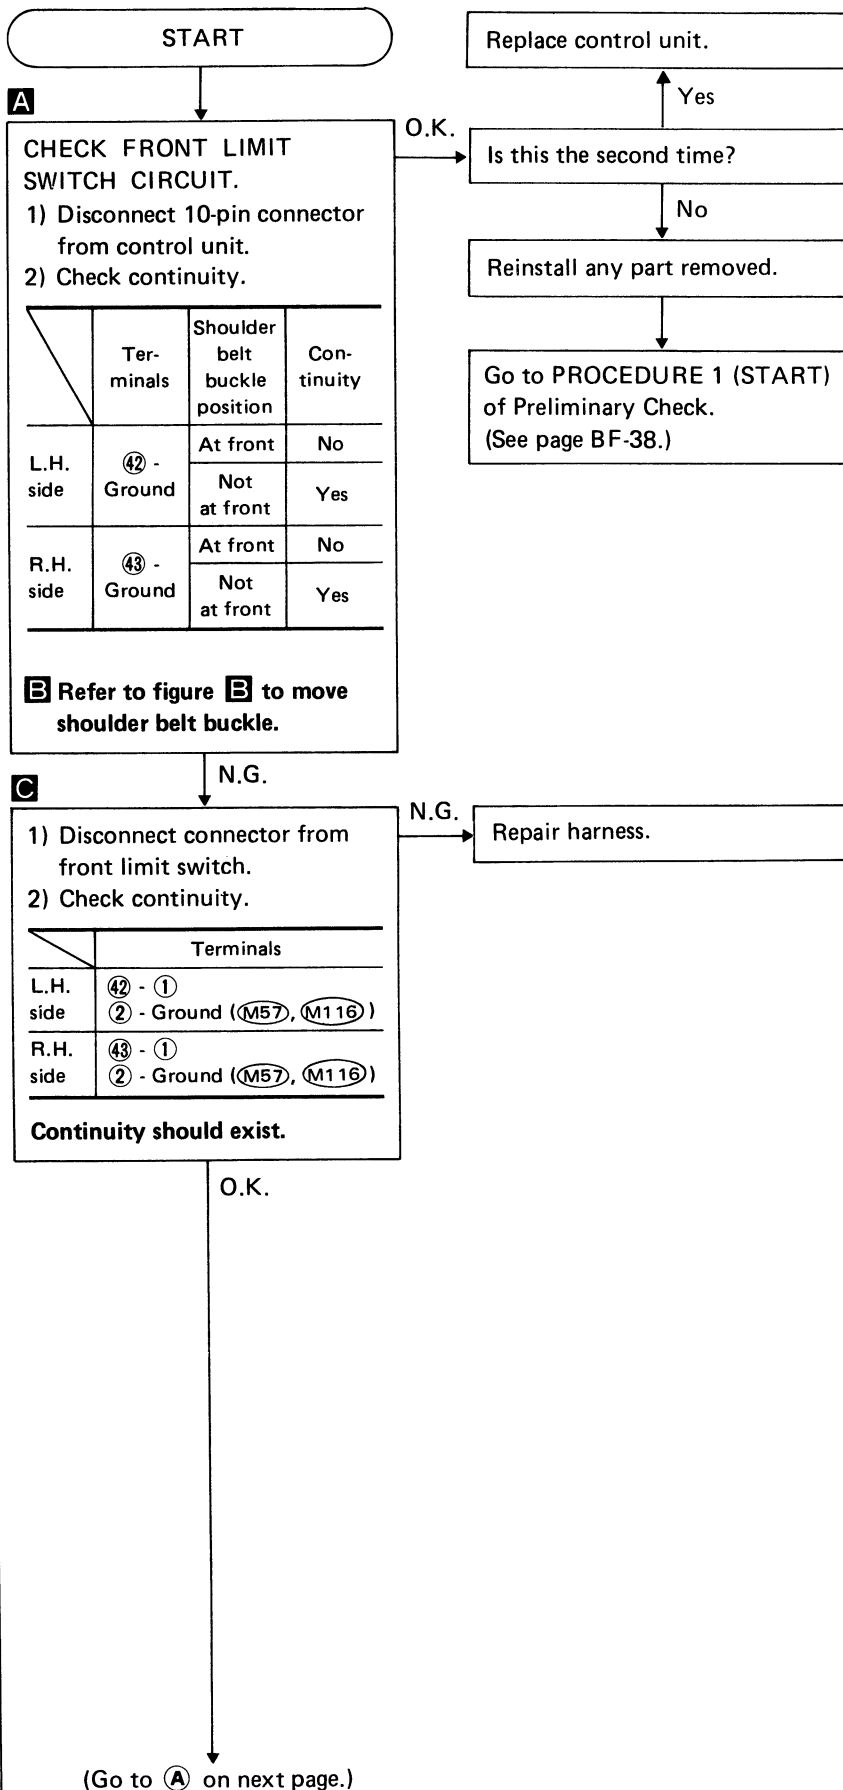 START
A
CHECK FRONT LIMIT
SWITCH CIRCUIT.
1) Disconnect 10-pin connector
from control unit.
2) Check continuity.
Ter-
minals
Shoulder
belt
buckle
position
Con-
tinuity
L.H.
side
42 -
Ground
At front
No
Not
at front
Yes
R.H.
side
43 -
Ground
At front
No
Not
at front
Yes
B Refer to figure B to move
shoulder belt buckle.
O.K.
Is this the second time?
Yes
Replace control unit.
No
Reinstall any part removed.
Go to PROCEDURE 1 (START)
of Preliminary Check.
(See page BF-38.)
N.G.
C
1) Disconnect connector from
front limit switch.
2) Check continuity.
Terminals
L.H.
side
42 - 1
2 - Ground (M57, M116)
R.H.
side
43 - 1
2 - Ground (M57, M116)
Continuity should exist.
N.G.
Repair harness.
O.K.
(Go to A on next page.)